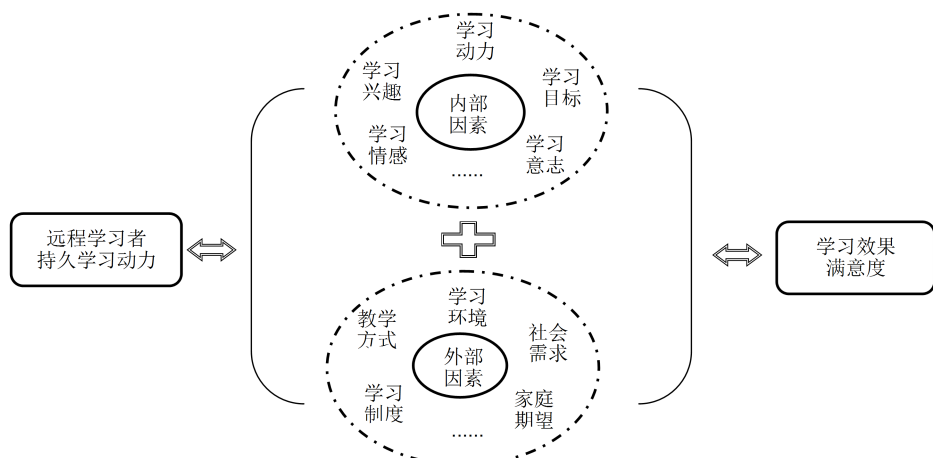 学习
动力
学习
兴趣
学习
目标
内部
因素
学习
情感
学习
意志
……
远程学习者
持久学习动力
学习效果
满意度
学习
环境
教学
方式
社会
需求
外部
因素
学习
制度
家庭
期望
……